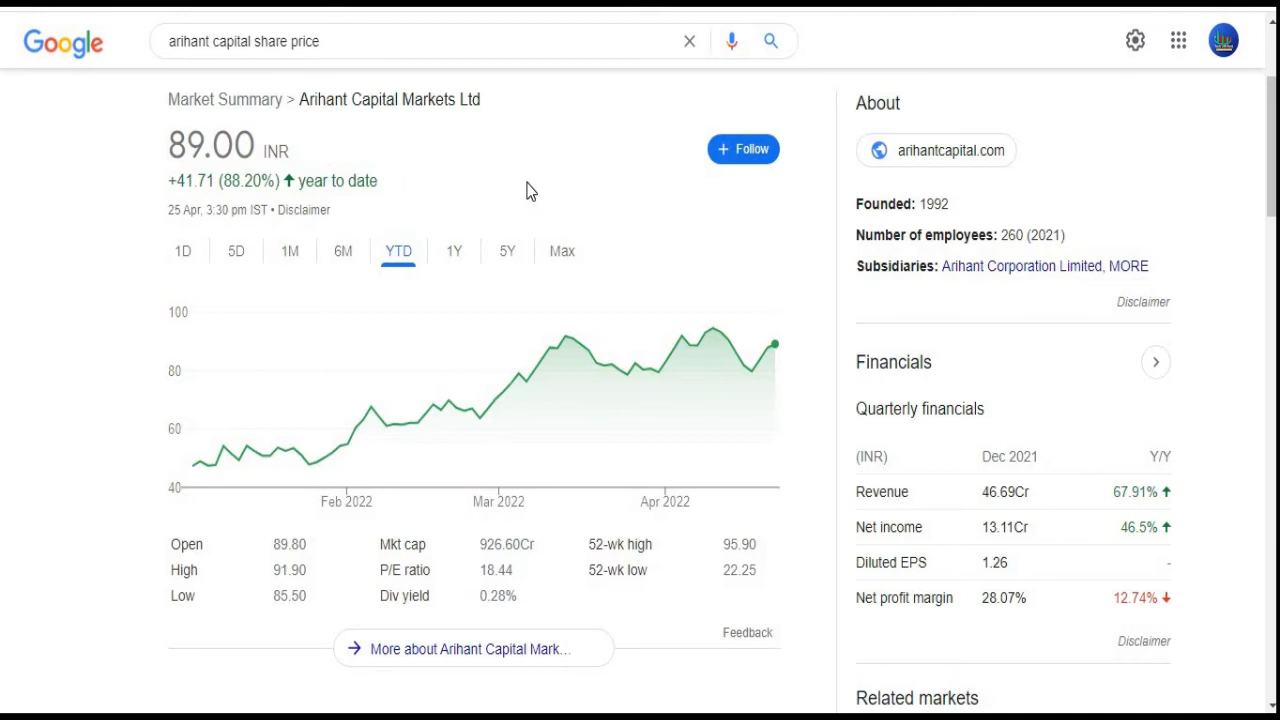 Google
arihant capital share price
Market Summary > Arihant Capital Markets Ltd
89.00 INR
+ Follow
+41.71 (88.20%) ↑ year to date
25 Apr, 3:30 pm IST • Disclaimer
1D 5D 1M 6M YTD 1Y 5Y Max
100
80
60
40
Feb 2022 Mar 2022 Apr 2022
Open 89.80 Mkt cap 926.60Cr 52-wk high 95.90
High 91.90 P/E ratio 18.44 52-wk low 22.25
Low 85.50 Div yield 0.28%
Feedback
→ More about Arihant Capital Mark...
About
arihantcapital.com
Founded: 1992
Number of employees: 260 (2021)
Subsidiaries: Arihant Corporation Limited, MORE
Disclaimer
Financials
Quarterly financials
(INR) Dec 2021 Y/Y
Revenue 46.69Cr 67.91% ↑
Net income 13.11Cr 46.5% ↑
Diluted EPS 1.26 -
Net profit margin 28.07% 12.74% ↓
Disclaimer
Related markets